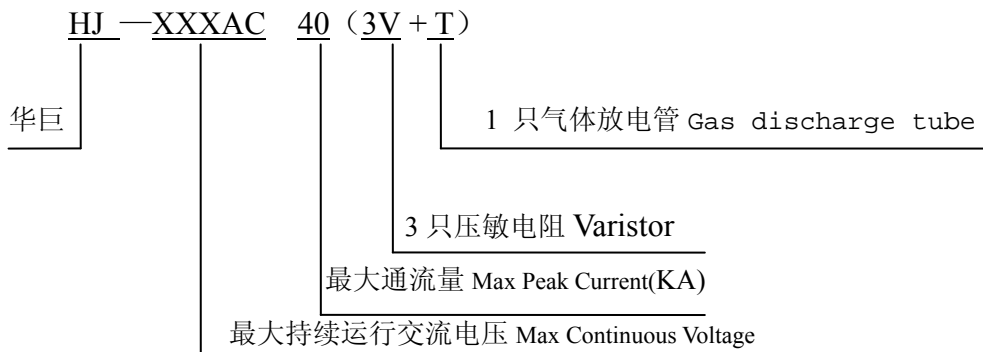 HJ —XXXAC 40（3V + T）
华巨
1 只气体放电管 Gas discharge tube
3 只压敏电阻 Varistor
最大通流量 Max Peak Current(KA)
最大持续运行交流电压 Max Continuous Voltage